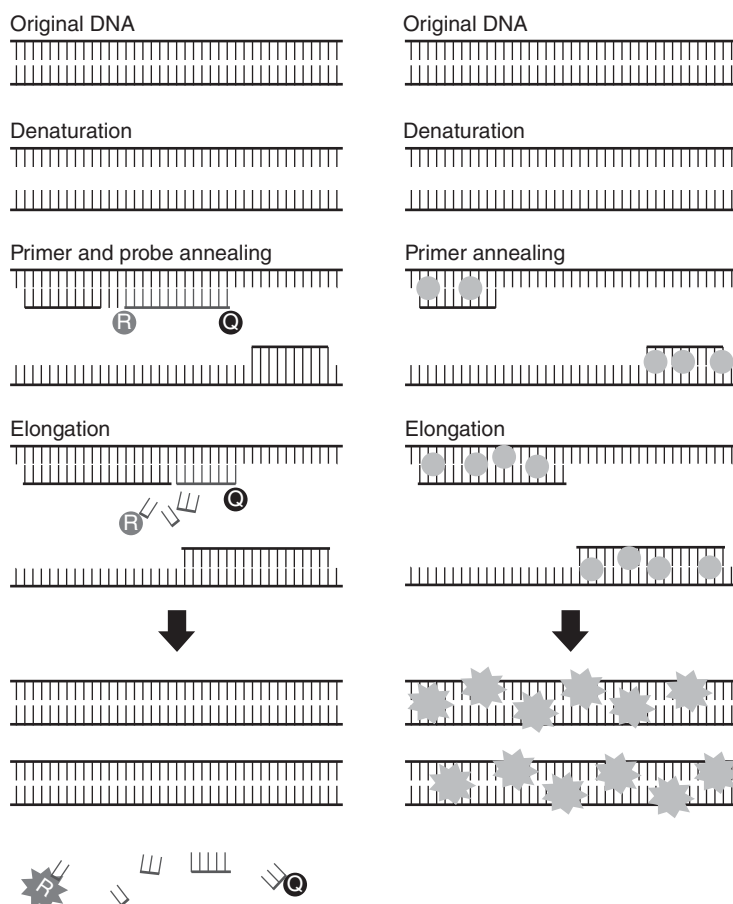 Original DNA
Denaturation
Primer and probe annealing
R Q
Elongation
R Q
R Q
Original DNA
Denaturation
Primer annealing
Elongation